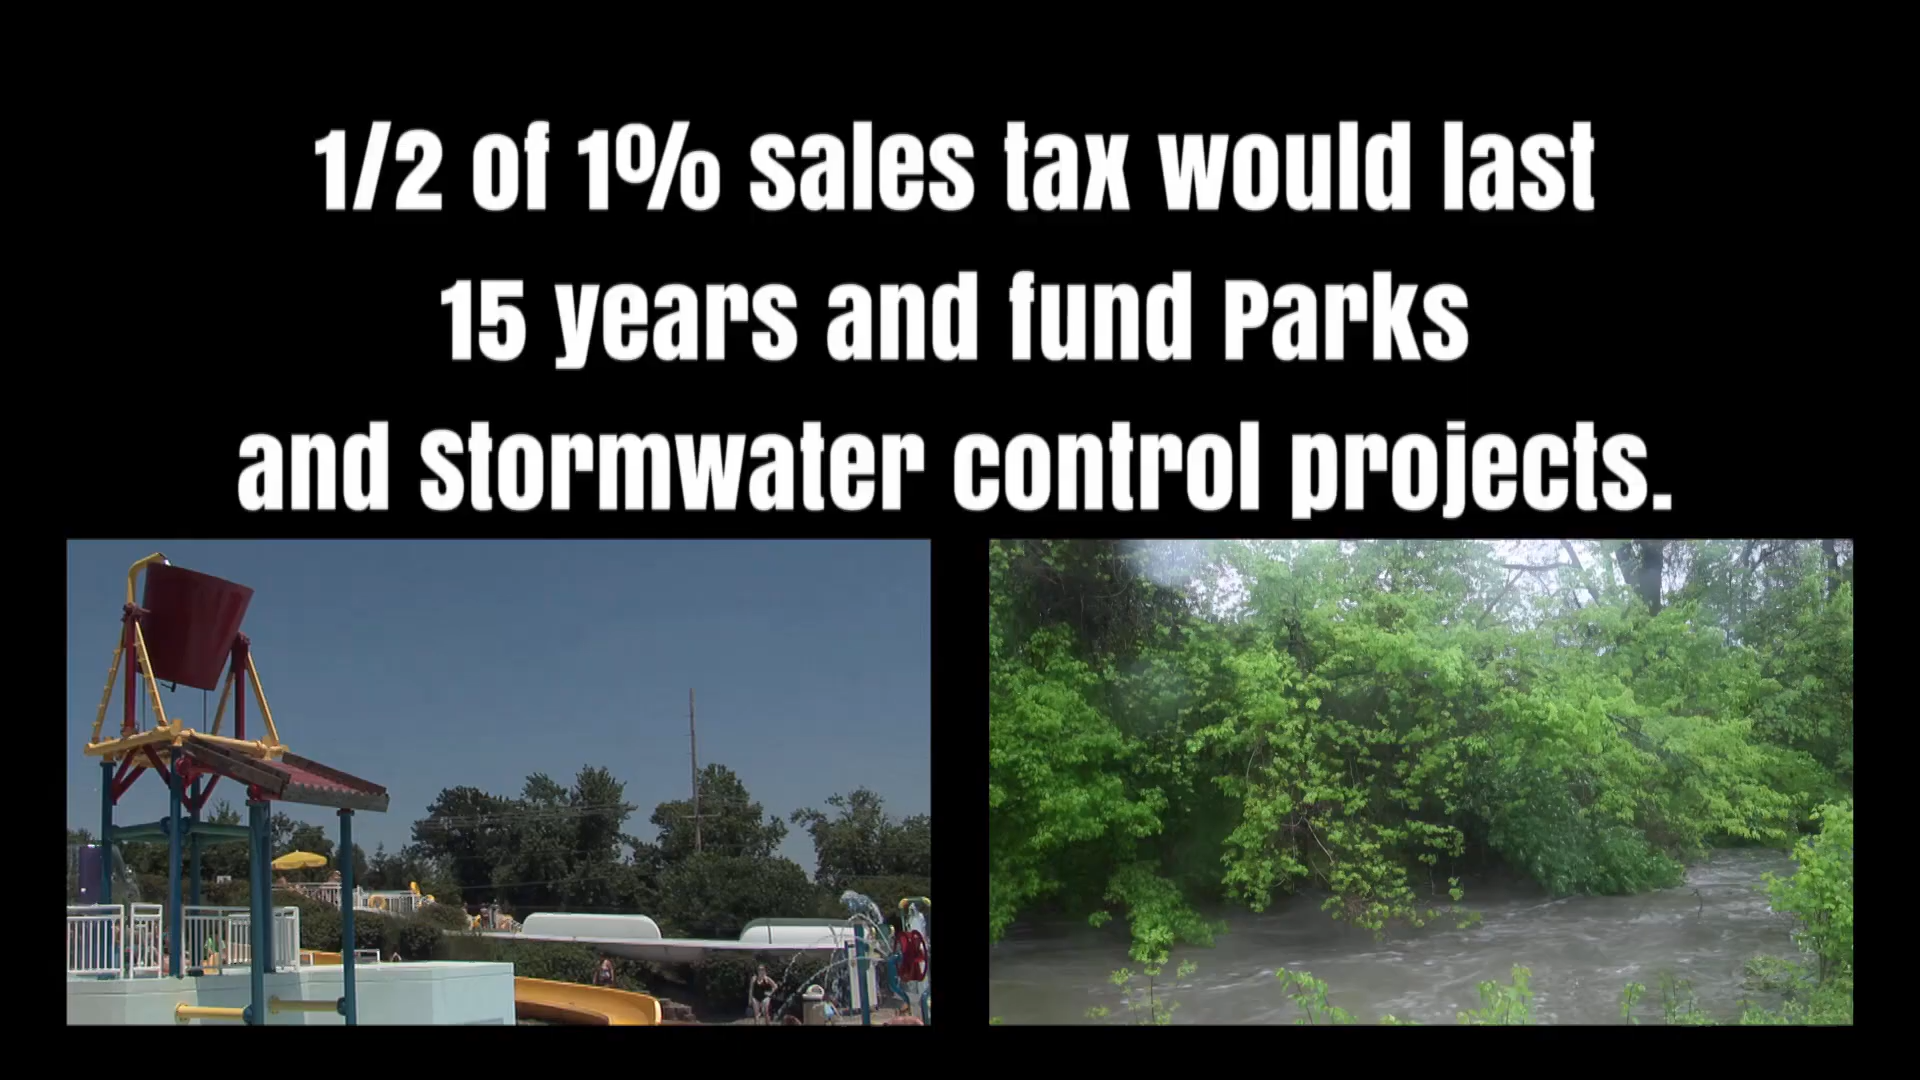 1/2 of 1% sales tax would last
15 years and fund Parks
and Stormwater control projects.